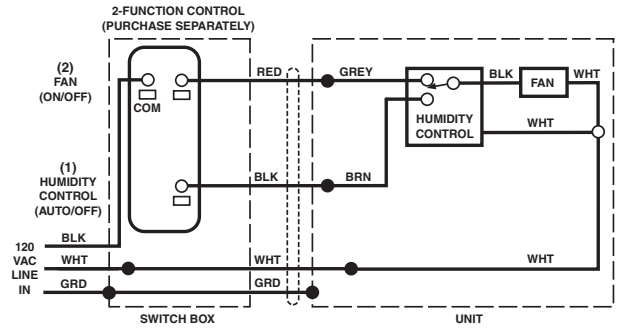 2-FUNCTION CONTROL
(PURCHASE SEPARATELY)
(2)
FAN
(ON/OFF)
COM
RED
GREY
BLK
FAN
WHT
HUMIDITY
CONTROL
WHT
(1)
HUMIDITY
CONTROL
(AUTO/OFF)
BLK
BRN
120
VAC
LINE
IN
BLK
WHT
WHT
WHT
GRD
GRD
SWITCH BOX
UNIT